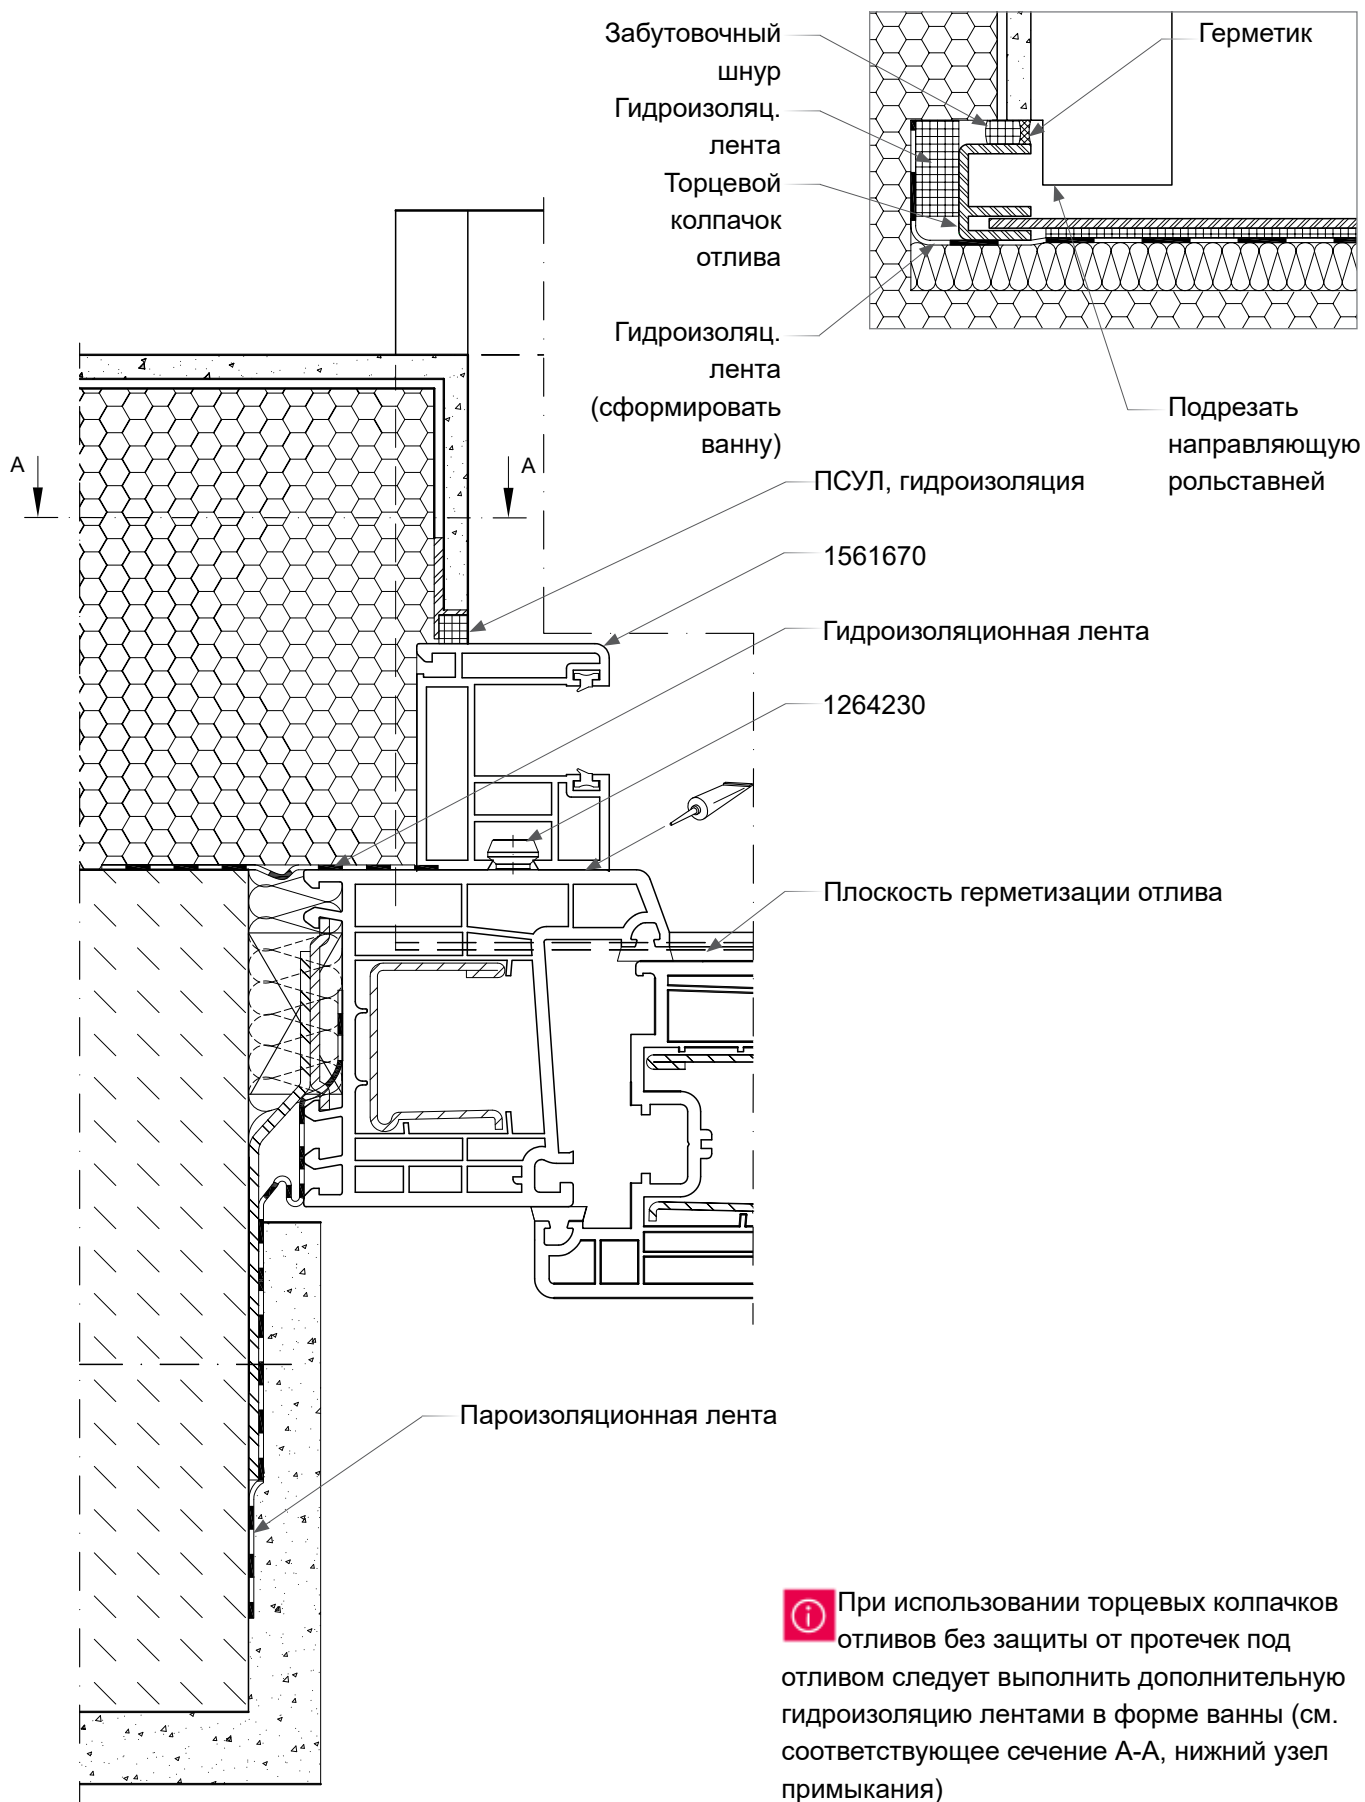 Забутовочный
шнур
Гидроизоляц.
лента
Торцевой
колпачок
отлива
Гидроизоляц.
лента
(сформировать
ванну)
Герметик
Подрезать
направляющую
рольставней
A
A
ПСУЛ, гидроизоляция
1561670
Гидроизоляционная лента
1264230
Плоскость герметизации отлива
Пароизоляционная лента
При использовании торцевых колпачков
отливов без защиты от протечек под
отливом следует выполнить дополнительную
гидроизоляцию лентами в форме ванны (см.
соответствующее сечение А-А, нижний узел
примыкания)